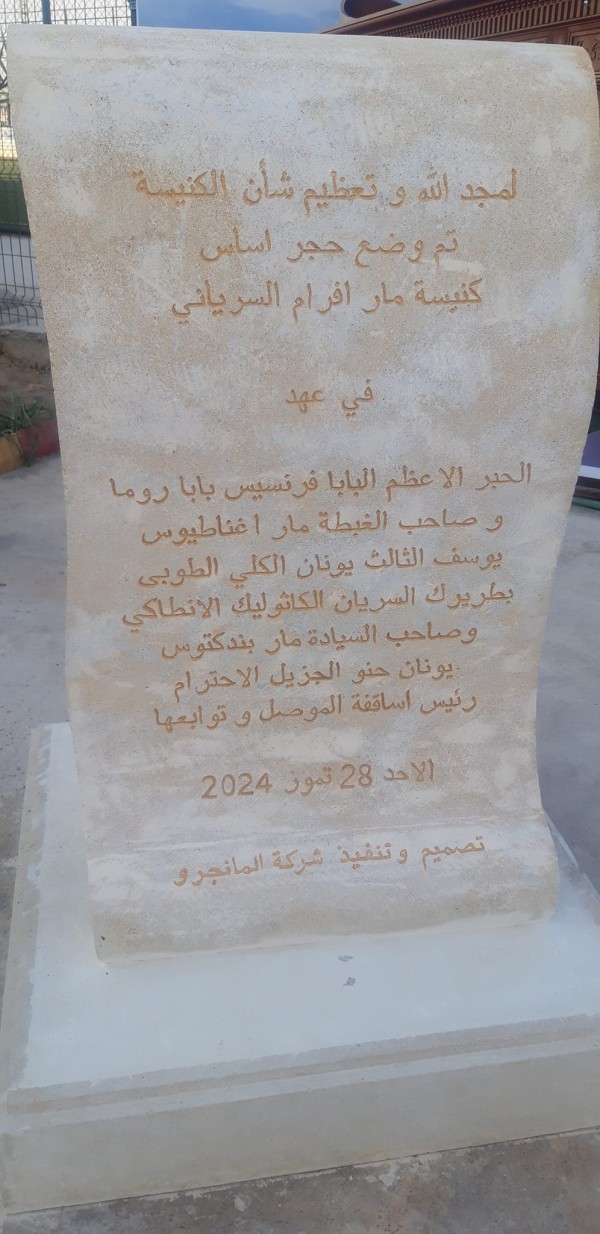 لمجد الله و تعظيم شأن الكنيسة
تم وضع حجر اساس
كنيسة مار افرام السرياني
في عهد
الحبر الاعظم البابا فرنسيس بابا روما
و صاحب الغبطة مار اغناطيوس
يوسف الثالث يونان الكلي الطوبى
بطريرك السريان الكاثوليك الانطاكي
وصاحب السيادة مار بندكتوس
يونان حنو الجزيل الاحترام
رئيس اساقفة الموصل و توابعها
الاحد 28 تموز 2024
تصميم وتنفيذ شركة المانجرو